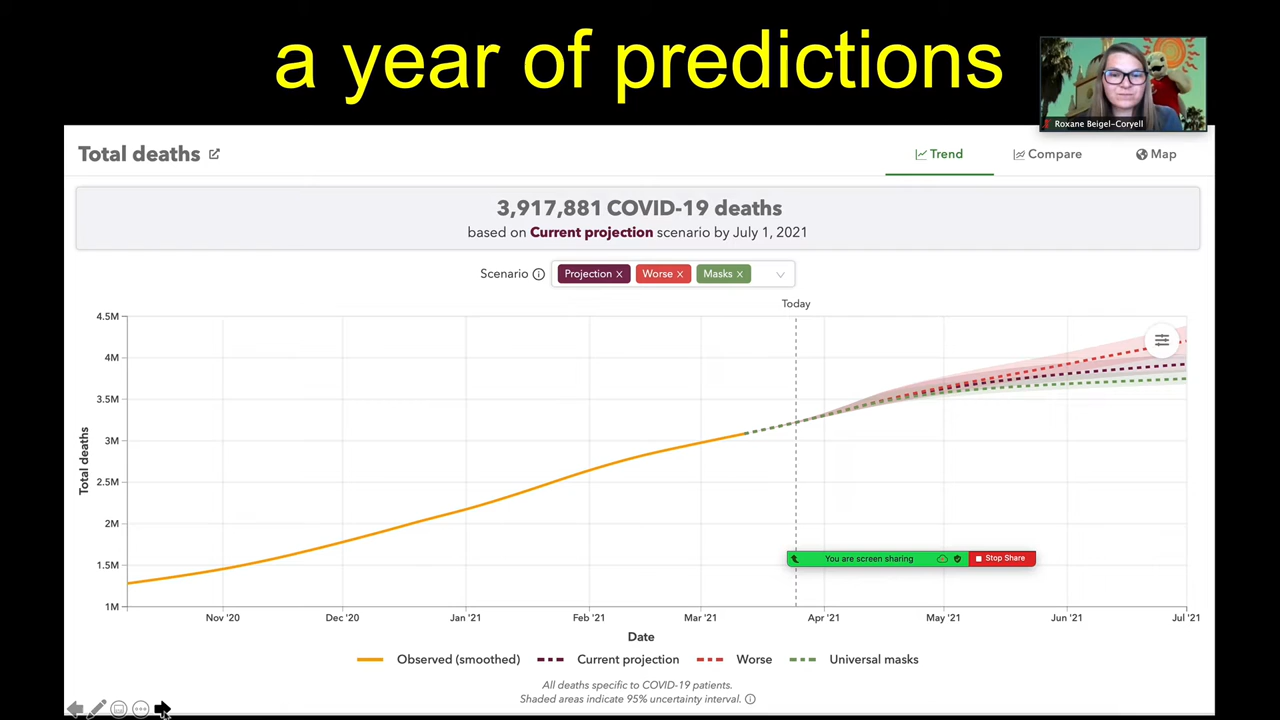 a year of predictions
Roxane Beigel-Coryell
Total deaths
Trend
Compare
Map
3,917,881 COVID-19 deaths
based on Current projection scenario by July 1, 2021
Scenario
Projection x
Worse x
Masks x
Today
4.5M
4M
3.5M
3M
2.5M
2M
1.5M
1M
Total deaths
You are screen sharing
Stop Share
Nov '20
Dec '20
Jan '21
Feb '21
Mar '21
Apr '21
May '21
Jun '21
Jul '21
Date
Observed (smoothed)
Current projection
Worse
Universal masks
All deaths specific to COVID-19 patients.
Shaded areas indicate 95% uncertainty interval.